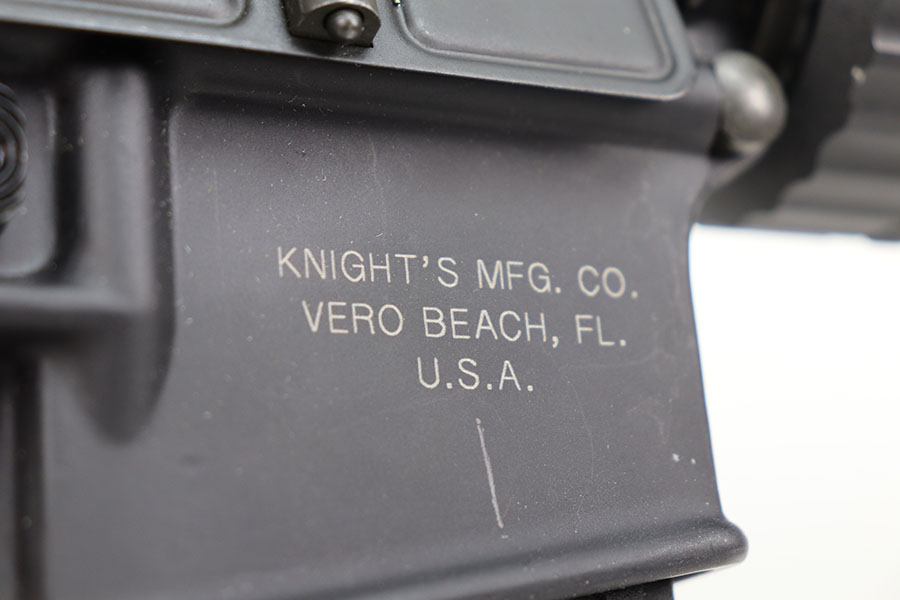 KNIGHT'S MFG. CO.
VERO BEACH, FL.
U.S.A.